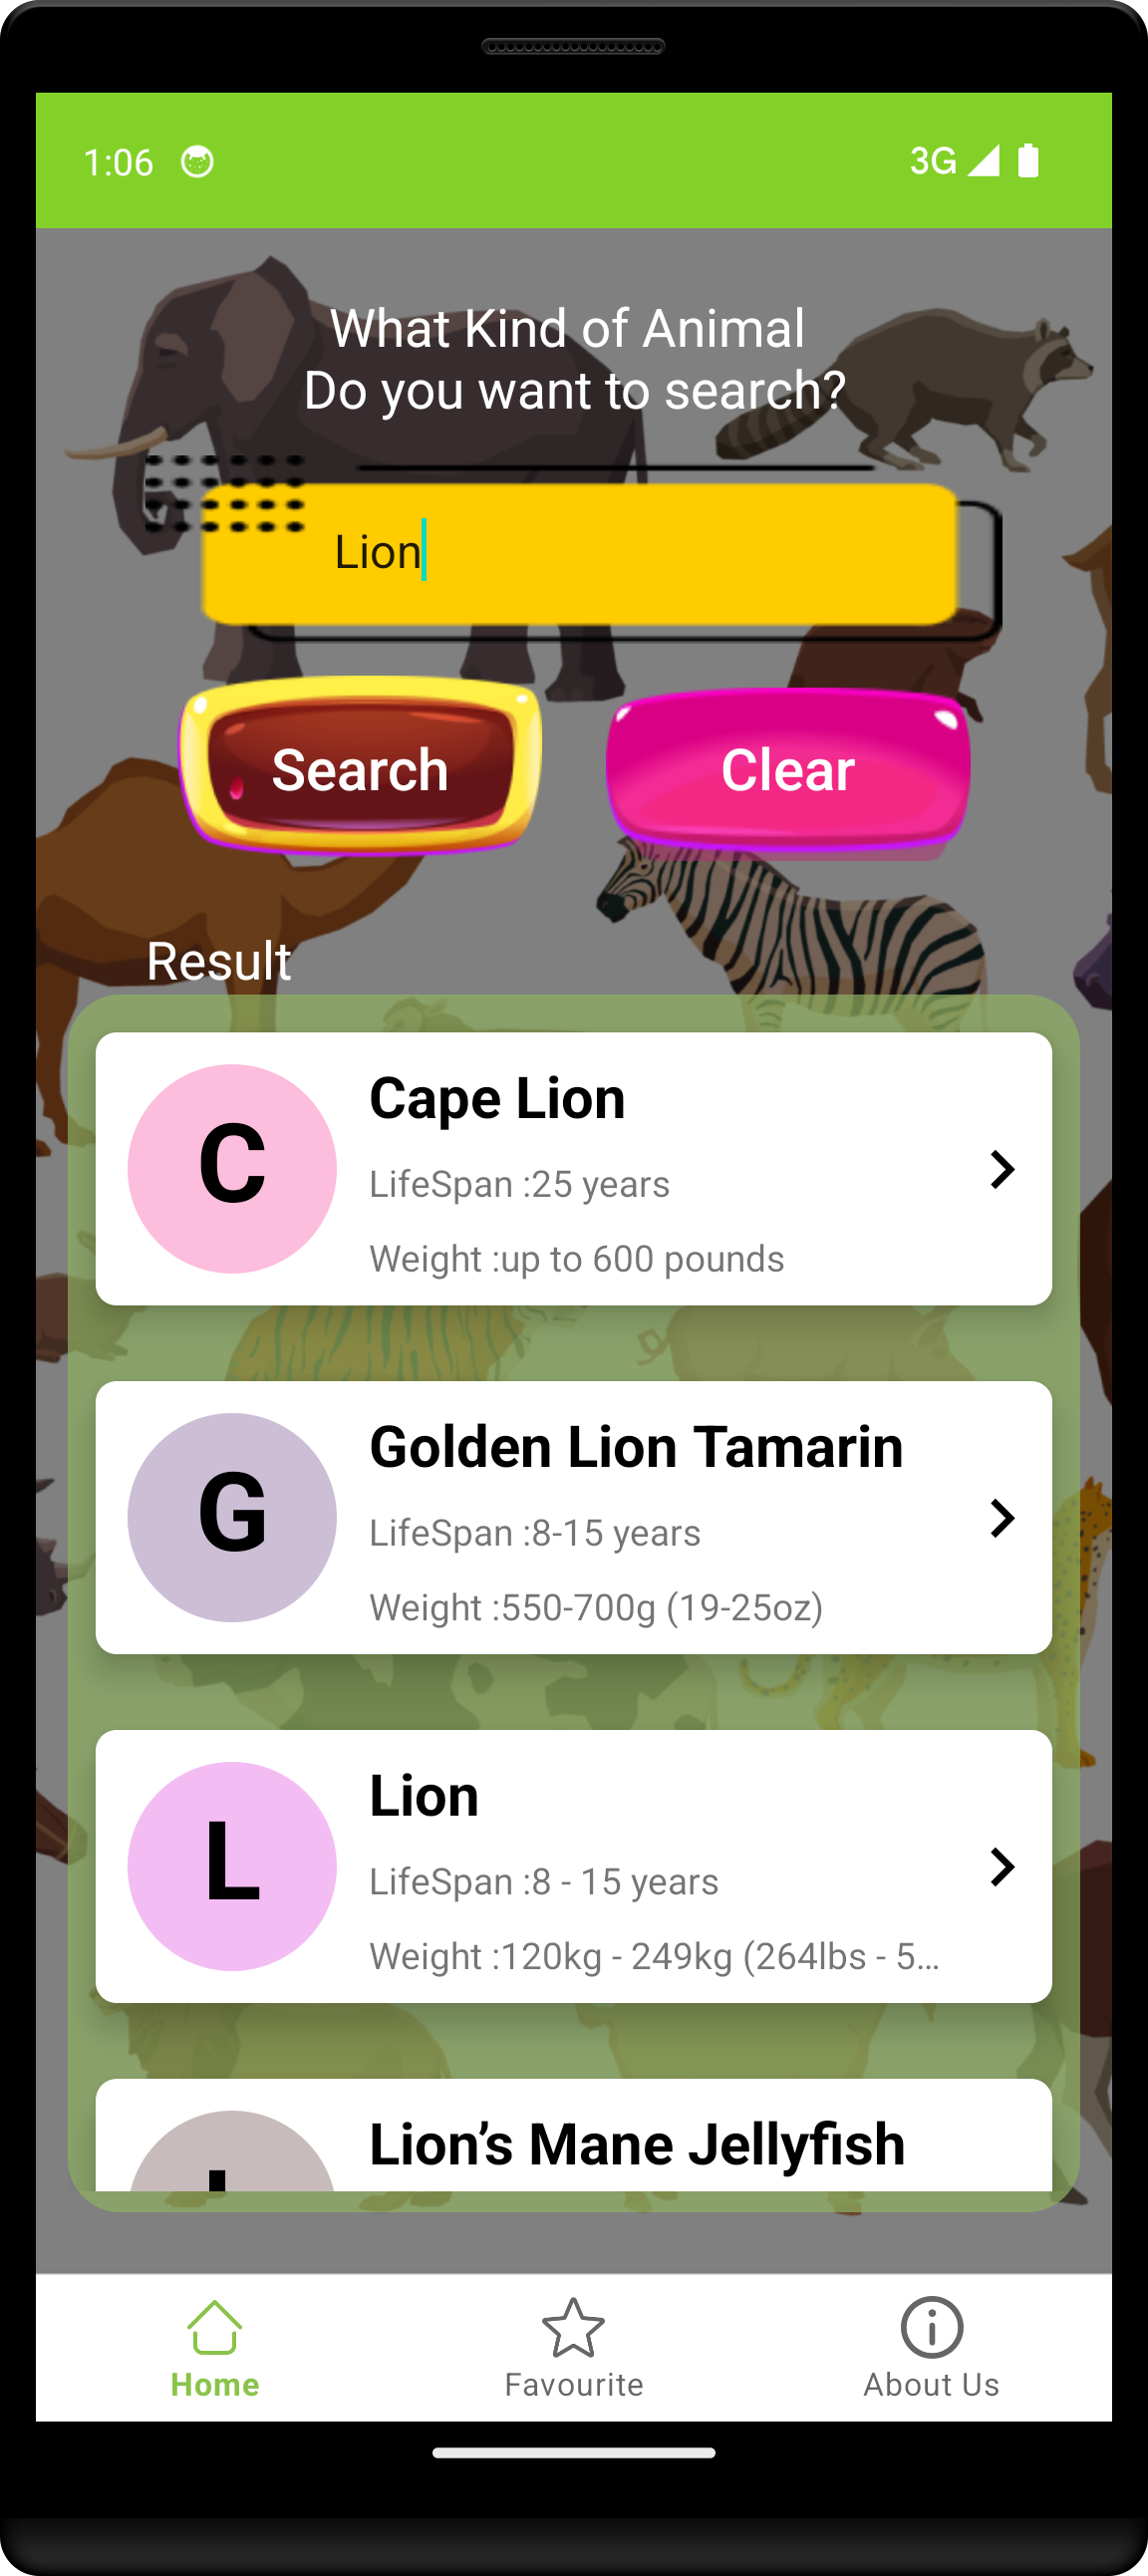 1:06
3G
What Kind of Animal
Do you want to search?
Lion
Search
Clear
Result
C
Cape Lion
LifeSpan :25 years
Weight :up to 600 pounds
G
Golden Lion Tamarin
LifeSpan :8-15 years
Weight :550-700g (19-25oz)
L
Lion
LifeSpan :8 - 15 years
Weight :120kg - 249kg (264lbs - 5...
Lion’s Mane Jellyfish
Home
Favourite
About Us